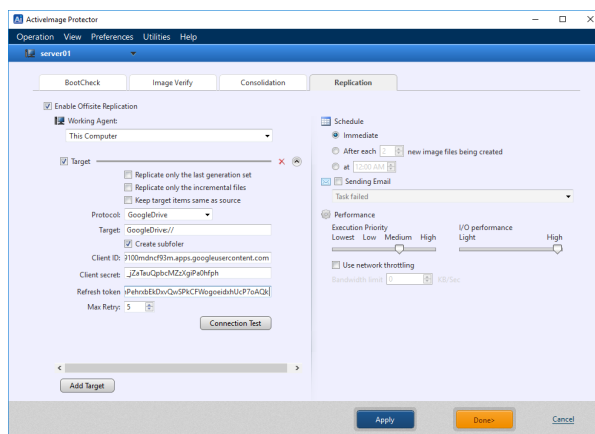 ActiveImage Protector
Operation View Preferences Utilities Help
server01
BootCheck Image Verify Consolidation Replication
Enable Offisite Replication
Working Agent:
This Computer
Target
Replicate only the last generation set
Replicate only the incremental files
Keep target items same as source
Protocol: GoogleDrive
Target: GoogleDrive://
Create subfoler
Client ID: 9100mdncf93m.apps.googleusercontent.com
Client secret: _jZaTauQpbcMZzXgiPa0hfph
Refresh token PehrxbEkDxvQwSPkCFWogoeidxhUcP7oAQk
Max Retry: 5
Connection Test
Add Target
Schedule
Immediate
After each 2 new image files being created
at 12:00 AM
Sending Email
Task failed
Performance
Execution Priority I/O performance
Lowest Low Medium High Light High
Use network throttling
Bandwidth limit 0 KB/Sec
Apply Done> Cancel